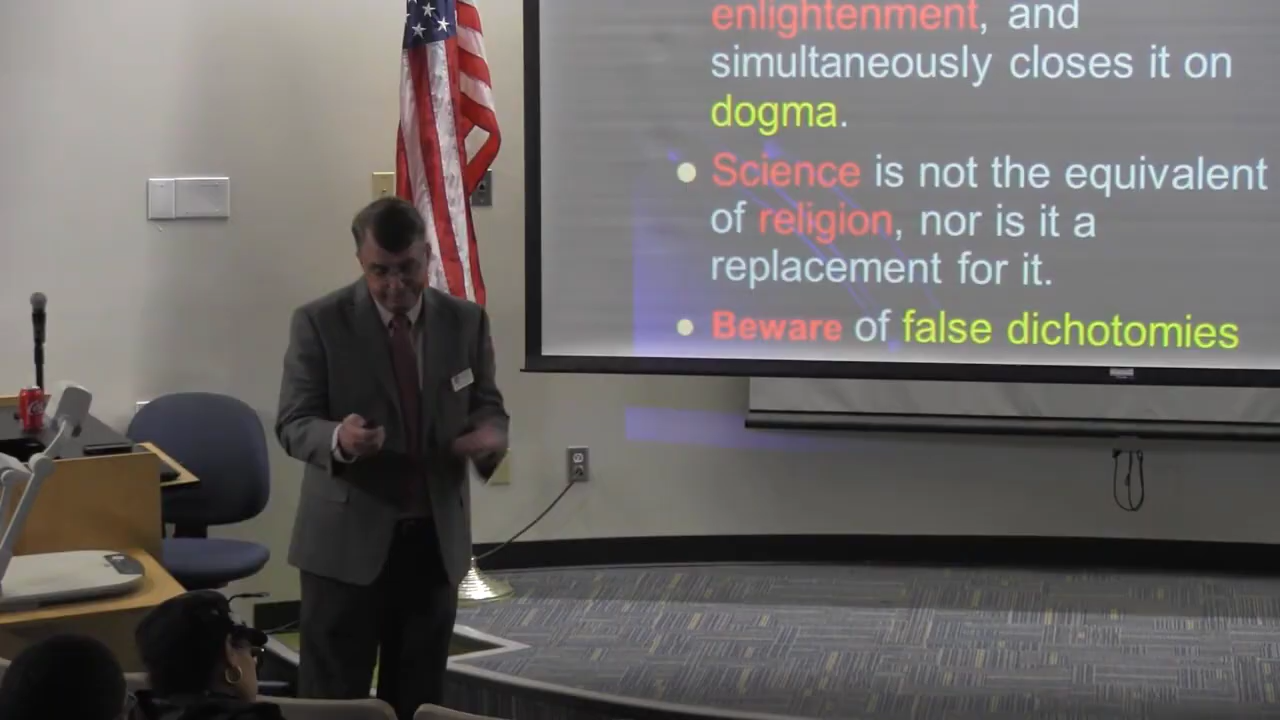 enlightenment, and
simultaneously closes it on
dogma.
Science is not the equivalent
of religion, nor is it a
replacement for it.
Beware of false dichotomies